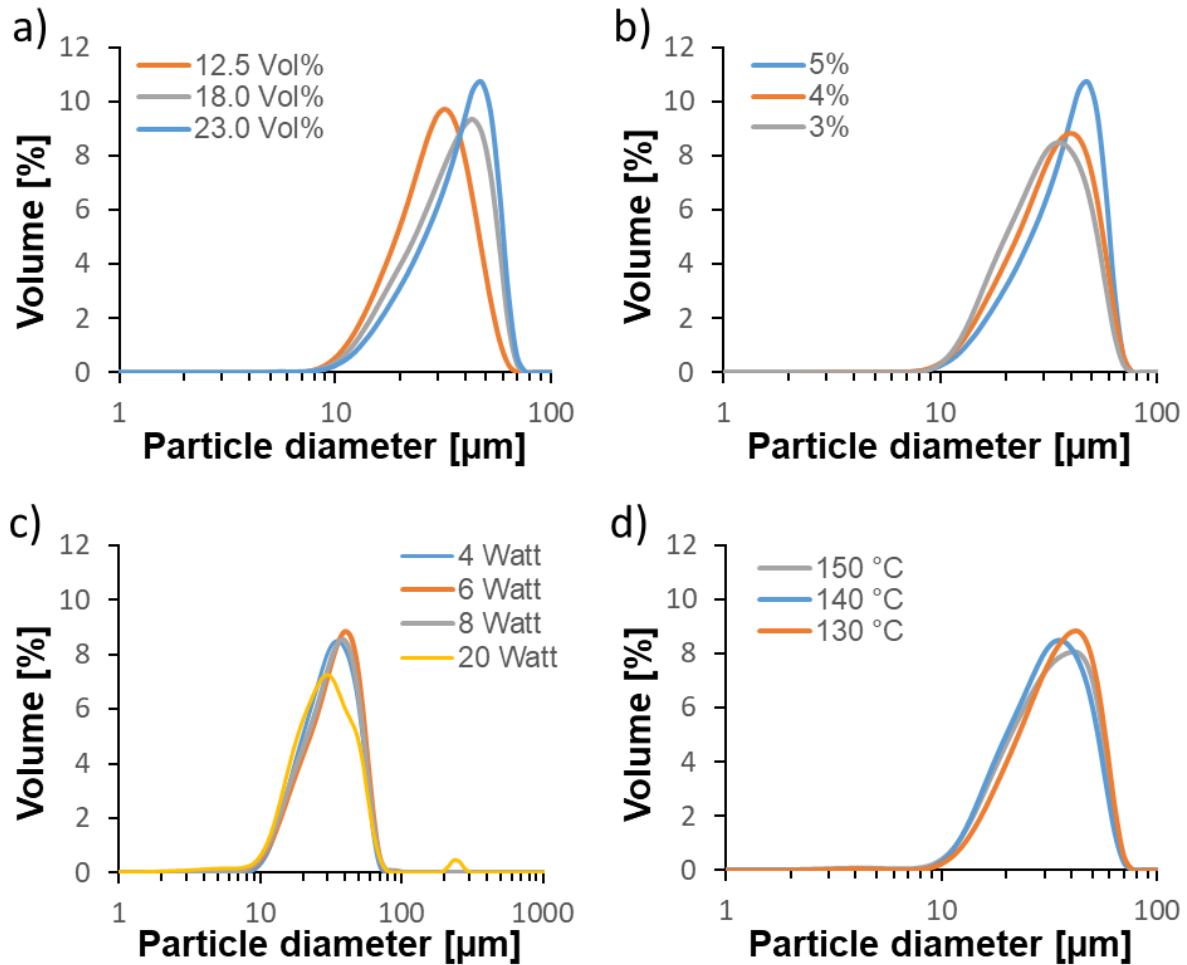 a)
12
10
8
6
4
2
0
Volume [%]
12.5 Vol%
18.0 Vol%
23.0 Vol%
1
10
100
Particle diameter [µm]
b)
12
10
8
6
4
2
0
Volume [%]
5%
4%
3%
1
10
100
Particle diameter [µm]
c)
12
10
8
6
4
2
0
Volume [%]
4 Watt
6 Watt
8 Watt
20 Watt
1
10
100
1000
Particle diameter [µm]
d)
12
10
8
6
4
2
0
Volume [%]
150 °C
140 °C
130 °C
1
10
100
Particle diameter [µm]